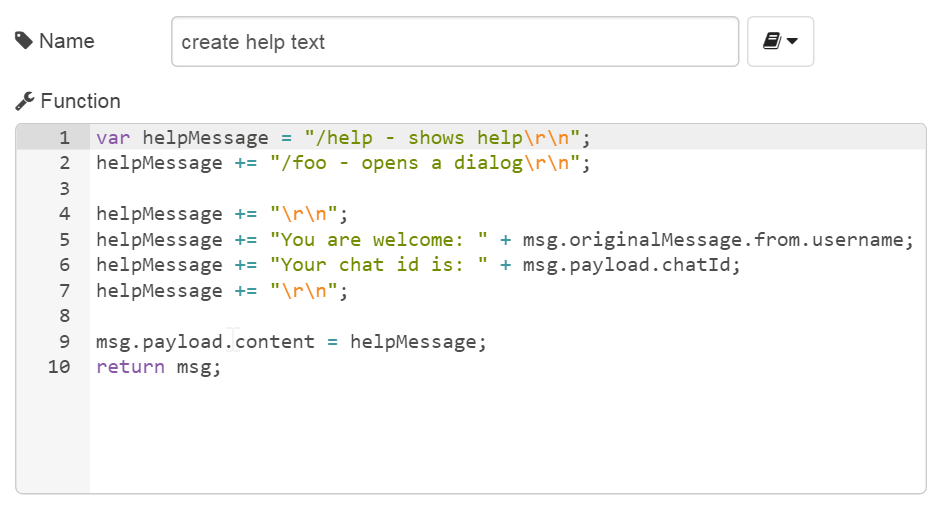 Name
create help text
Function
1 var helpMessage = "/help - shows help\r\n";
2 helpMessage += "/foo - opens a dialog\r\n";
3
4 helpMessage += "\r\n";
5 helpMessage += "You are welcome: " + msg.originalMessage.from.username;
6 helpMessage += "Your chat id is: " + msg.payload.chatId;
7 helpMessage += "\r\n";
8
9 msg.payload.content = helpMessage;
10 return msg;